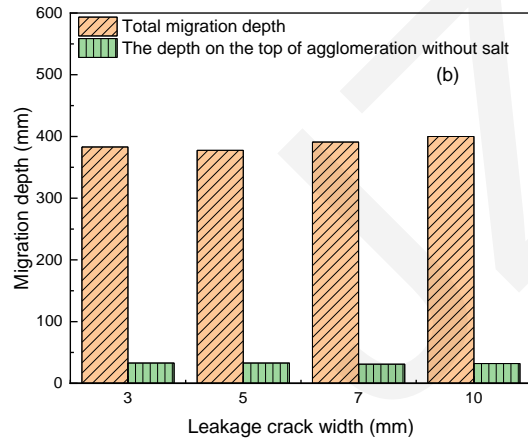 600
500
400
300
200
100
0
Total migration depth
The depth on the top of agglomeration without salt
(b)
Migration depth (mm)
3 5 7 10
Leakage crack width (mm)